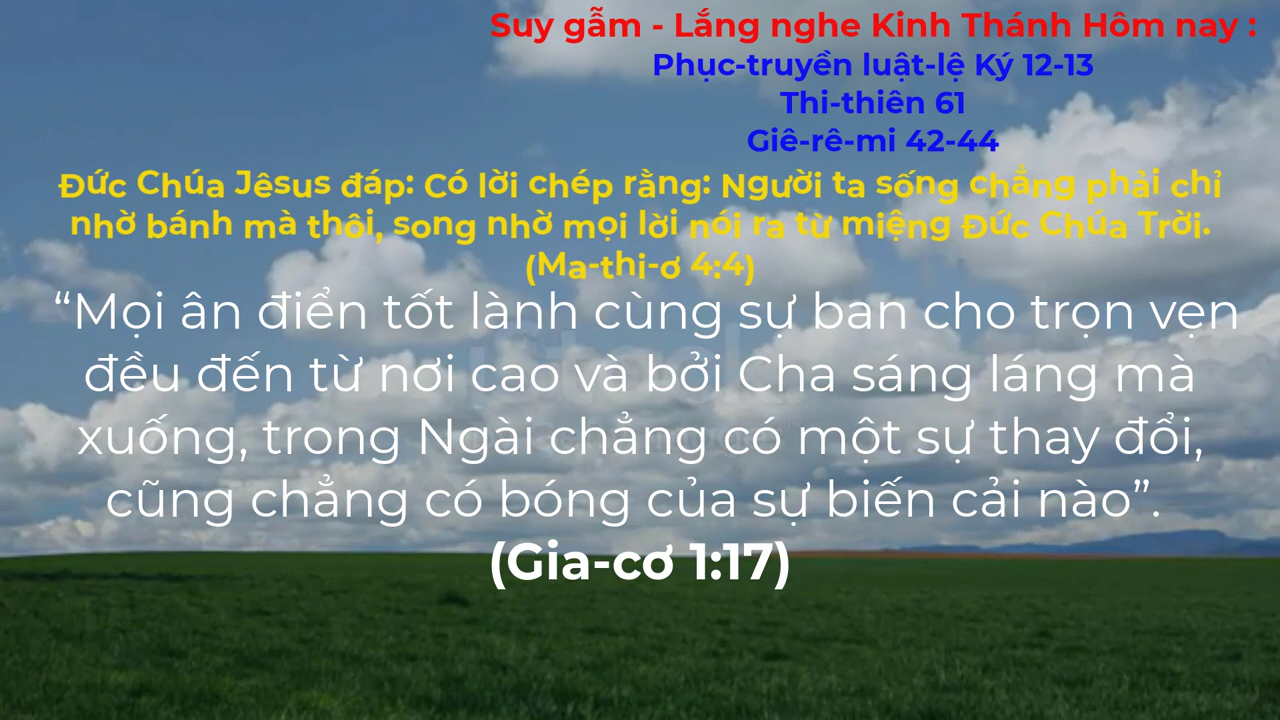 Suy gẫm - Lắng nghe Kinh Thánh Hôm nay :
Phục-truyền luật-lệ Ký 12-13
Thi-thiên 61
Giê-rê-mi 42-44
Đức Chúa Jêsus đáp: Có lời chép rằng: Người ta sống chẳng phải chỉ
nhờ bánh mà thôi, song nhờ mọi lời nói ra từ miệng Đức Chúa Trời.
(Ma-thi-ơ 4:4)
“Mọi ân điển tốt lành cùng sự ban cho trọn vẹn
đều đến từ nơi cao và bởi Cha sáng láng mà
xuống, trong Ngài chẳng có một sự thay đổi,
cũng chẳng có bóng của sự biến cải nào”.
(Gia-cơ 1:17)